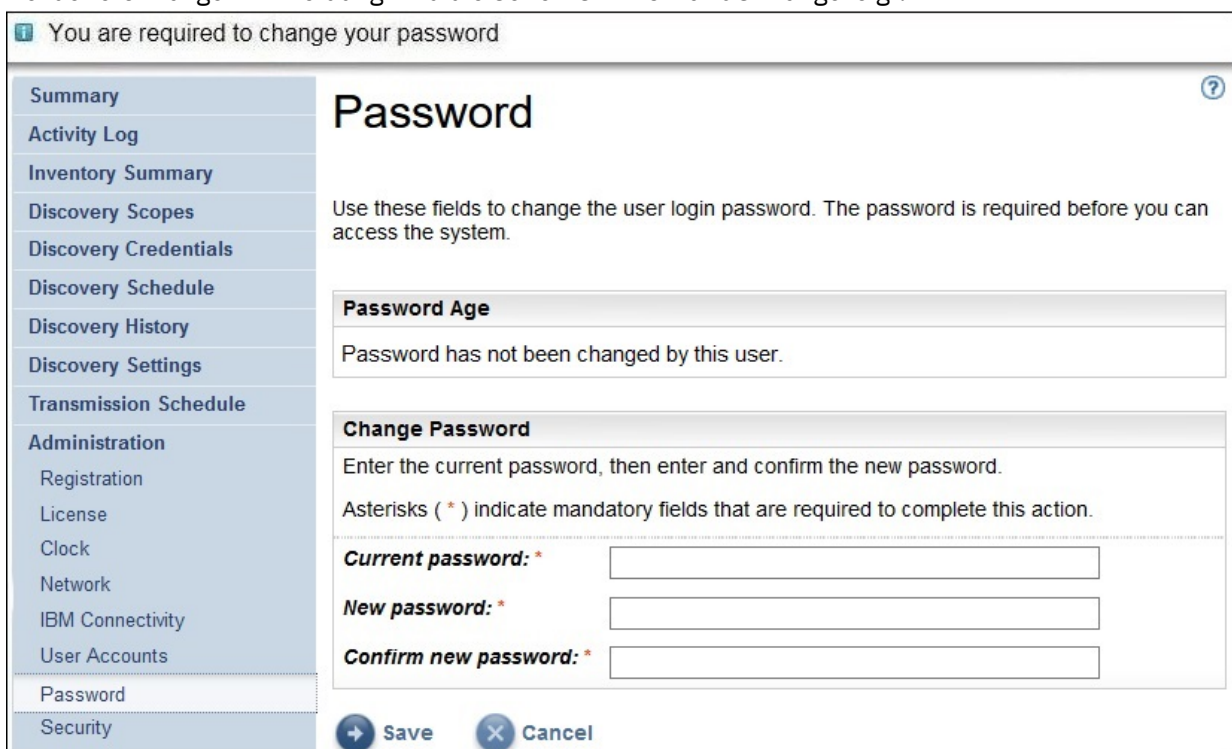 You are required to change your password
Summary
Activity Log
Inventory Summary
Discovery Scopes
Discovery Credentials
Discovery Schedule
Discovery History
Discovery Settings
Transmission Schedule
Administration
Registration
License
Clock
Network
IBM Connectivity
User Accounts
Password
Security
Password
Use these fields to change the user login password. The password is required before you can
access the system.
Password Age
Password has not been changed by this user.
Change Password
Enter the current password, then enter and confirm the new password.
Asterisks ( * ) indicate mandatory fields that are required to complete this action.
Current password: *
New password: *
Confirm new password: *
Save
Cancel